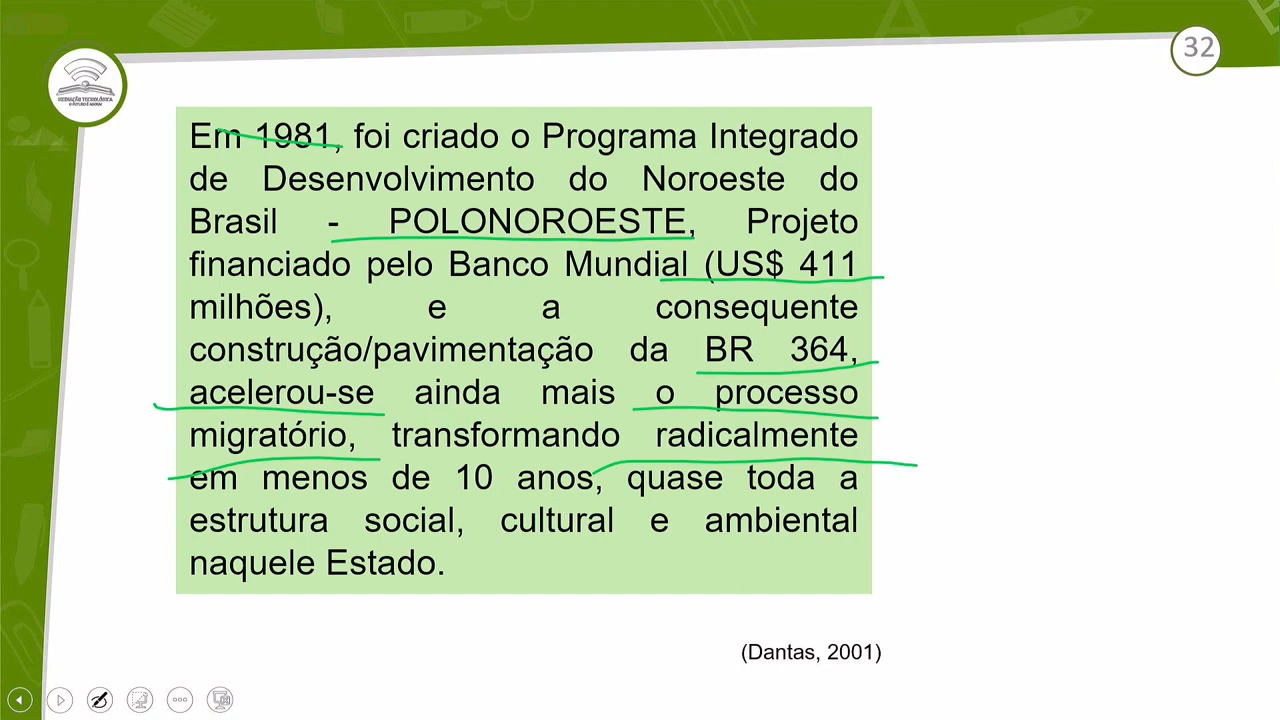 32
MEDIAÇÃO TECNOLÓGICA
Em 1981, foi criado o Programa Integrado
de Desenvolvimento do Noroeste do
Brasil - POLONOROESTE, Projeto
financiado pelo Banco Mundial (US$ 411
milhões), e a consequente
construção/pavimentação da BR 364,
acelerou-se ainda mais o processo
migratório, transformando radicalmente
em menos de 10 anos, quase toda a
estrutura social, cultural e ambiental
naquele Estado.
(Dantas, 2001)